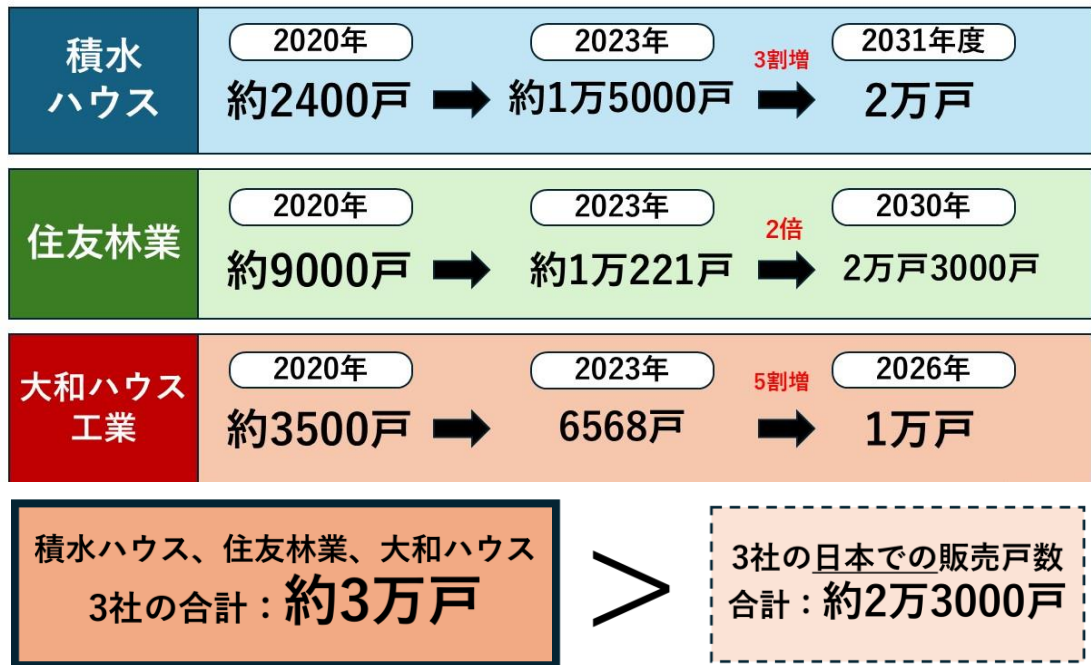 積水
ハウス
2020年
2023年
2031年度
約2400戸
約1万5000戸
3割増
2万戸
住友林業
2020年
2023年
2030年
約9000戸
約1万221戸
2倍
2万戸3000戸
大和ハウス
工業
2020年
2023年
2026年
約3500戸
6568戸
5割増
1万戸
積水ハウス、住友林業、大和ハウス
3社の合計：約3万戸
＞
3社の日本での販売戸数
合計：約2万3000戸